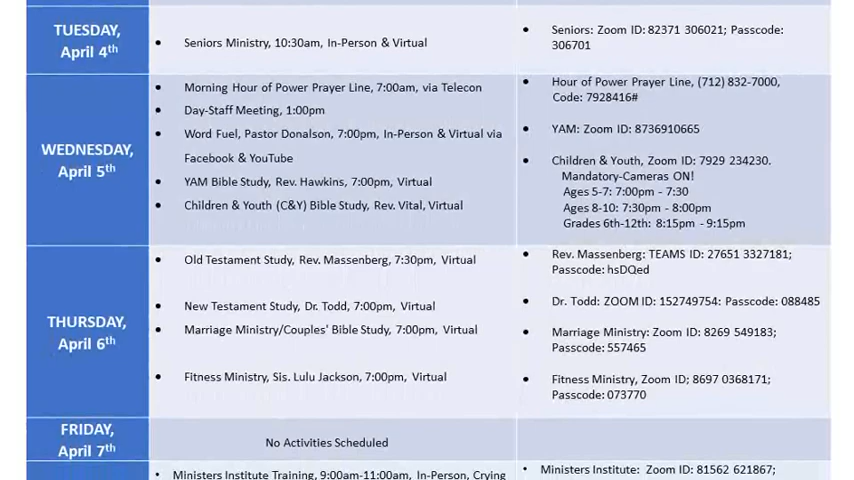 TUESDAY,
April 4th
• Seniors Ministry, 10:30am, In-Person & Virtual
• Seniors: Zoom ID: 82371 306021; Passcode:
306701
WEDNESDAY,
April 5th
• Morning Hour of Power Prayer Line, 7:00am, via Telecon
• Day-Staff Meeting, 1:00pm
• Word Fuel, Pastor Donalson, 7:00pm, In-Person & Virtual via
Facebook & YouTube
• YAM Bible Study, Rev. Hawkins, 7:00pm, Virtual
• Children & Youth (C&Y) Bible Study, Rev. Vital, Virtual
• Hour of Power Prayer Line, (712) 832-7000,
Code: 7928416#
• YAM: Zoom ID: 8736910665
• Children & Youth, Zoom ID: 7929 234230.
Mandatory-Cameras ON!
Ages 5-7: 7:00pm - 7:30
Ages 8-10: 7:30pm - 8:00pm
Grades 6th-12th: 8:15pm - 9:15pm
THURSDAY,
April 6th
• Old Testament Study, Rev. Massenberg, 7:30pm, Virtual
• New Testament Study, Dr. Todd, 7:00pm, Virtual
• Marriage Ministry/Couples' Bible Study, 7:00pm, Virtual
• Fitness Ministry, Sis. Lulu Jackson, 7:00pm, Virtual
• Rev. Massenberg: TEAMS ID: 27651 3327181;
Passcode: hsDQed
• Dr. Todd: ZOOM ID: 152749754: Passcode: 088485
• Marriage Ministry: Zoom ID: 8269 549183;
Passcode: 557465
• Fitness Ministry, Zoom ID; 8697 0368171;
Passcode: 073770
FRIDAY,
April 7th
No Activities Scheduled
• Ministers Institute Training, 9:00am-11:00am, In-Person, Crying
• Ministers Institute: Zoom ID: 81562 621867;